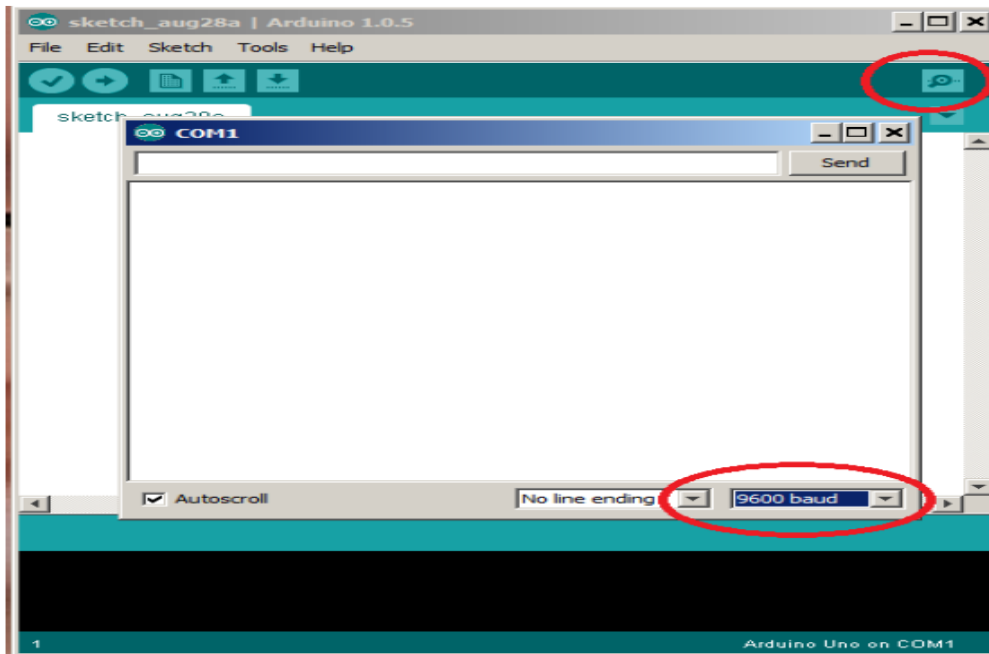 sketch_aug28a | Arduino 1.0.5
File Edit Sketch Tools Help
sketch_aug28a
COM1
Send
Autoscroll
No line ending
9600 baud
1
Arduino Uno on COM1